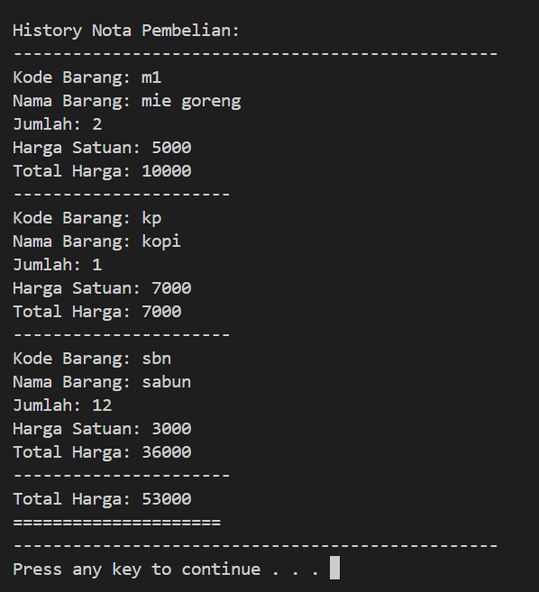 History Nota Pembelian:
-------------------------------------------------
Kode Barang: m1
Nama Barang: mie goreng
Jumlah: 2
Harga Satuan: 5000
Total Harga: 10000
----------------------
Kode Barang: kp
Nama Barang: kopi
Jumlah: 1
Harga Satuan: 7000
Total Harga: 7000
----------------------
Kode Barang: sbn
Nama Barang: sabun
Jumlah: 12
Harga Satuan: 3000
Total Harga: 36000
----------------------
Total Harga: 53000
=====================
-------------------------------------------------
Press any key to continue . . .